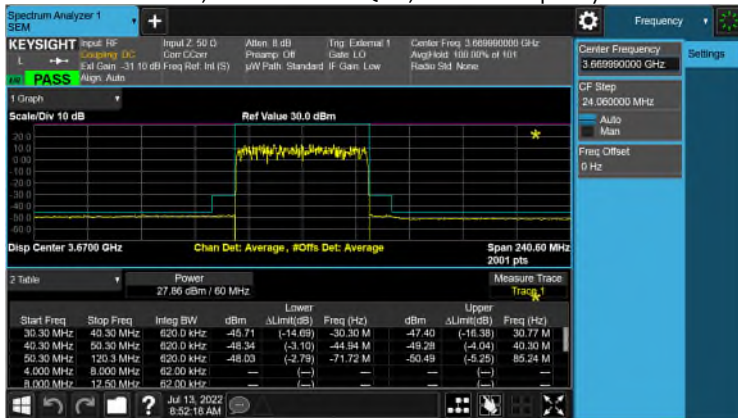 Spectrum Analyzer 1
SEM
Frequency
KEYSIGHT
Input: RF
Coupling: DC
Ext Gain: -31.10 dB
Align: Auto
Input Z: 50 Ω
Corr CCorr
Freq Ref: Int (S)
Atten: 8 dB
Preamp: Off
µW Path: Standard
Trig: External 1
Gate: LO
IF Gain: Low
Center Freq: 3.669990000 GHz
Avg|Hold: 100.00% of 101
Radio Std: None
L
PASS
Center Frequency
3.669990000 GHz
Settings
CF Step
24.060000 MHz
Auto
Man
Freq Offset
0 Hz
1 Graph
Scale/Div 10 dB
Ref Value 30.0 dBm
20.0
10.0
0.00
-10.0
-20.0
-30.0
-40.0
-50.0
-60.0
Disp Center 3.6700 GHz
Chan Det: Average, #Offs Det: Average
Span 240.60 MHz
2001 pts
2 Table
Power
27.86 dBm / 60 MHz
Measure Trace
Trace 1
Lower
Upper
Start Freq Stop Freq Integ BW dBm ΔLimit(dB) Freq (Hz) dBm ΔLimit(dB) Freq (Hz)
30.30 MHz 40.30 MHz 620.0 kHz -45.71 (-14.69) -30.30 M -47.40 (-16.38) 30.77 M
40.30 MHz 50.30 MHz 620.0 kHz -48.34 (-3.10) -44.94 M -49.28 (-4.04) 40.30 M
50.30 MHz 120.3 MHz 620.0 kHz -48.03 (-2.79) -71.72 M -50.49 (-5.25) 85.24 M
4.000 MHz 8.000 MHz 62.00 kHz — (—) — (—)
8.000 MHz 12.50 MHz 62.00 kHz — (—) — (—)
Jul 13, 2022
8:52:18 AM